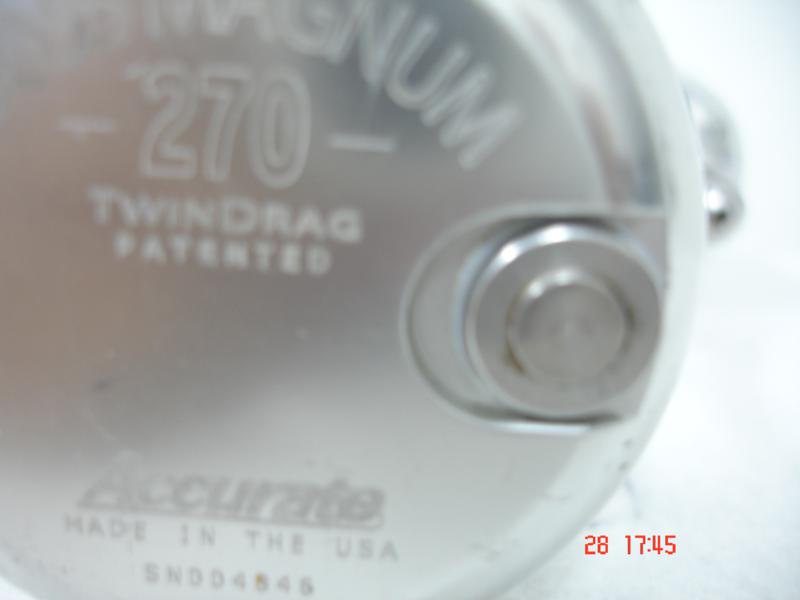 MAGNUM
- 270 -
TWINDRAG
PATENTED
Accurate
MADE IN THE USA
28 17:45